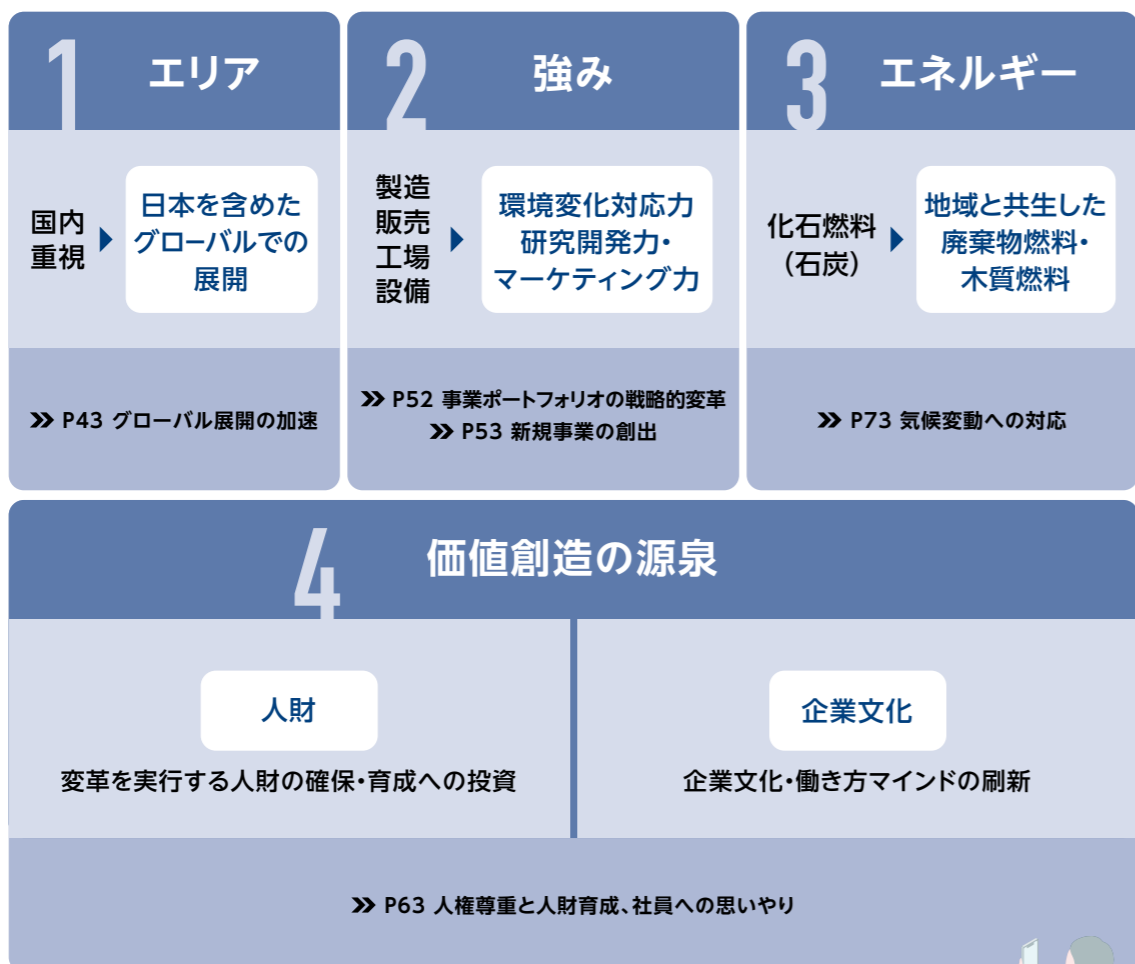 1 エリア
国内
重視
日本を含めた
グローバルでの
展開
≫ P43 グローバル展開の加速
2 強み
製造
販売
工場
設備
環境変化対応力
研究開発力・
マーケティング力
≫ P52 事業ポートフォリオの戦略的変革
≫ P53 新規事業の創出
3 エネルギー
化石燃料
(石炭)
地域と共生した
廃棄物燃料・
木質燃料
≫ P73 気候変動への対応
4 価値創造の源泉
人財
変革を実行する人財の確保・育成への投資
企業文化
企業文化・働き方マインドの刷新
≫ P63 人権尊重と人財育成、社員への思いやり